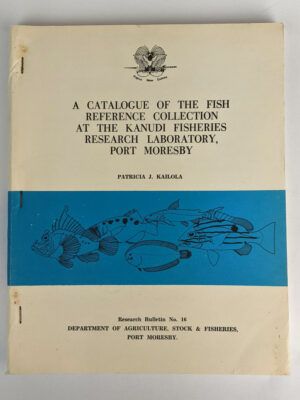 A CATALOGUE OF THE FISH
REFERENCE COLLECTION
AT THE KANUDI FISHERIES
RESEARCH LABORATORY,
PORT MORESBY
PATRICIA J. KAILOLA
Research Bulletin No. 16
DEPARTMENT OF AGRICULTURE, STOCK & FISHERIES,
PORT MORESBY.